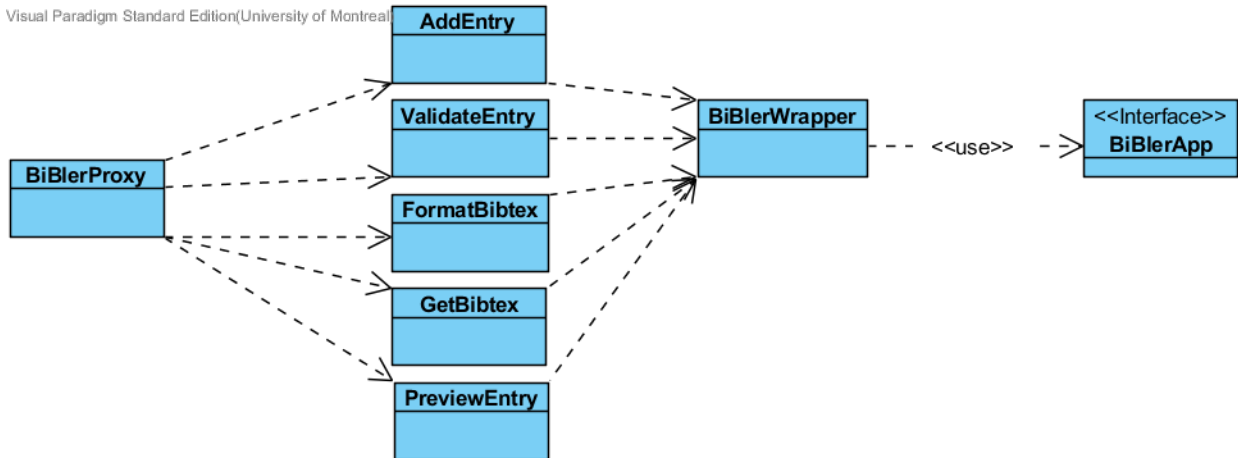 Visual Paradigm Standard Edition(University of Montreal)
AddEntry
ValidateEntry
BiBlerWrapper
<<Interface>>
BiBlerApp
<<use>>
BiBlerProxy
FormatBibtex
GetBibtex
PreviewEntry